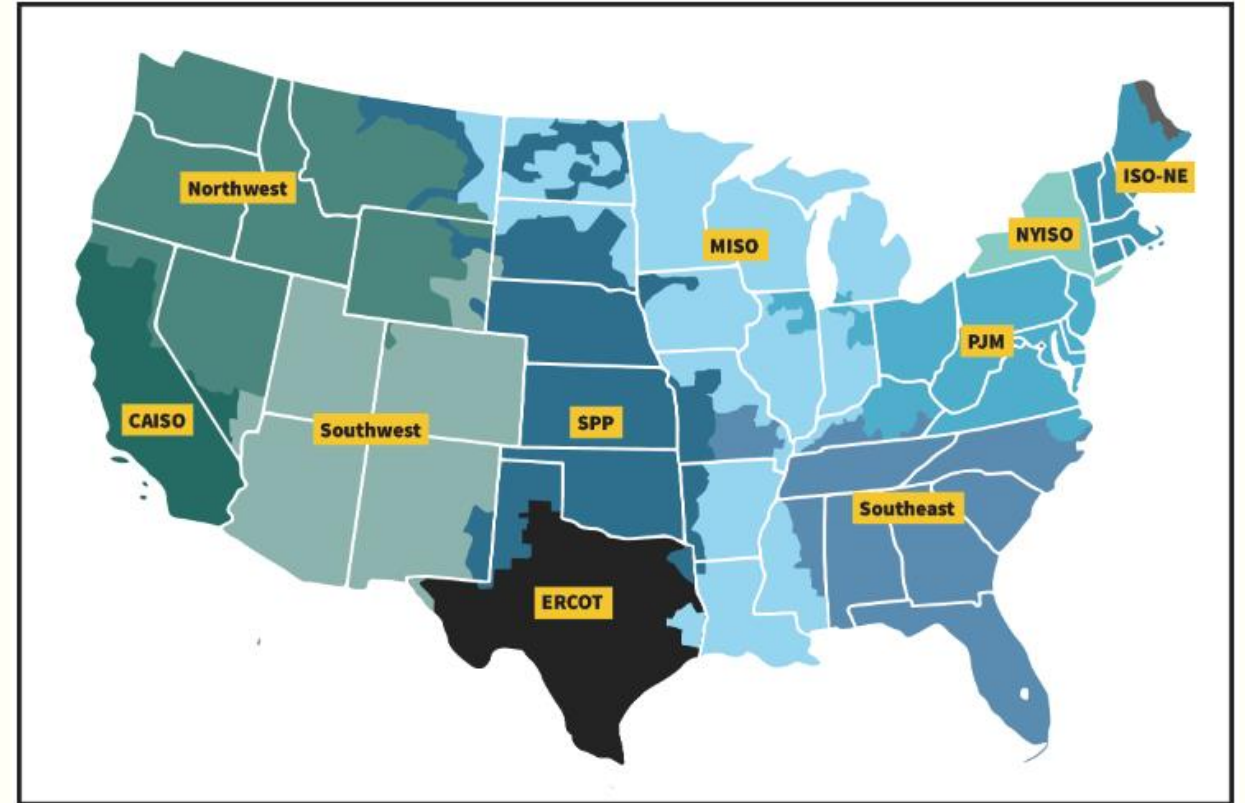 ISO-NE
Northwest
NYISO
MISO
PJM
CAISO
Southwest
SPP
Southeast
ERCOT